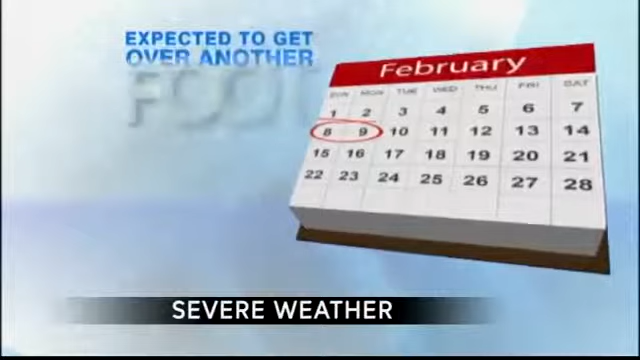 EXPECTED TO GET
OVER ANOTHER
FOOT
February
SUN MON TUE WED THU FRI SAT
1 2 3 4 5 6 7
8 9 10 11 12 13 14
15 16 17 18 19 20 21
22 23 24 25 26 27 28
SEVERE WEATHER